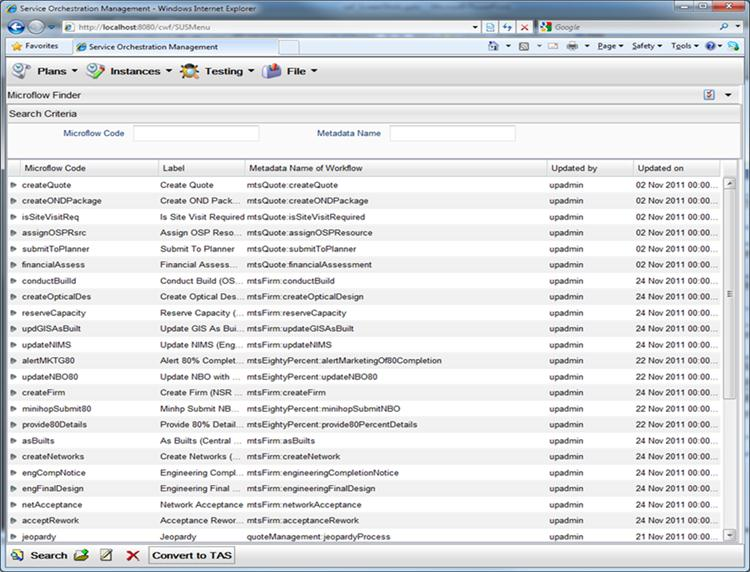 Service Orchestration Management - Windows Internet Explorer
http://localhost:8080/cwf/SUSMenu
Google
Favorites Service Orchestration Management Page Safety Tools
Plans Instances Testing File
Microflow Finder
Search Criteria
Microflow Code Metadata Name
Microflow Code Label Metadata Name of Workflow Updated by Updated on
createQuote Create Quote mtsQuote:createQuote upadmin 02 Nov 2011 00:00...
createONDPackage Create OND Pack... mtsQuote:createONDPackage upadmin 02 Nov 2011 00:00...
isSiteVisitReq Is Site Visit Required mtsQuote:isSiteVisitRequired upadmin 02 Nov 2011 00:00...
assignOSPRsrc Assign OSP Reso... mtsQuote:assignOSPResource upadmin 02 Nov 2011 00:00...
submitToPlanner Submit To Planner mtsQuote:submitToPlanner upadmin 02 Nov 2011 00:00...
financialAssess Financial Assess... mtsQuote:financialAssessment upadmin 02 Nov 2011 00:00...
conductBuilld Conduct Build (OS... mtsFirm:conductBuild upadmin 24 Nov 2011 00:00...
createOpticalDes Create Optical Des... mtsFirm:createOpticalDesign upadmin 24 Nov 2011 00:00...
reserveCapacity Reserve Capacity (... mtsFirm:reserveCapacity upadmin 24 Nov 2011 00:00...
updGISAsBuilt Update GIS As Bui... mtsFirm:updateGISAsBuilt upadmin 24 Nov 2011 00:00...
updateNIMS Update NIMS (Eng... mtsFirm:updateNIMS upadmin 24 Nov 2011 00:00...
alertMKTG80 Alert 80% Complet... mtsEightyPercent:alertMarketingOf80Completion upadmin 22 Nov 2011 00:00...
updateNBO80 Update NBO with ... mtsEightyPercent:updateNBO80 upadmin 22 Nov 2011 00:00...
createFirm Create Firm (NSR ... mtsFirm:createFirm upadmin 24 Nov 2011 00:00...
minihopSubmit80 Minhp Submit NB... mtsEightyPercent:minihopSubmitNBO upadmin 22 Nov 2011 00:00...
provide80Details Provide 80% Detail... mtsEightyPercent:provide80PercentDetails upadmin 22 Nov 2011 00:00...
asBuilts As Builts (Central ... mtsFirm:asBuilts upadmin 24 Nov 2011 00:00...
createNetworks Create Networks (... mtsFirm:createNetwork upadmin 24 Nov 2011 00:00...
engCompNotice Engineering Compl... mtsFirm:engineeringCompletionNotice upadmin 24 Nov 2011 00:00...
engFinalDesign Engineering Final ... mtsFirm:engineeringFinalDesign upadmin 24 Nov 2011 00:00...
netAcceptance Network Acceptance mtsFirm:networkAcceptance upadmin 24 Nov 2011 00:00...
acceptRework Acceptance Rewor... mtsFirm:acceptanceRework upadmin 24 Nov 2011 00:00...
jeopardy Jeopardy quoteManagement:jeopardyProcess upadmin 21 Nov 2011 00:00...
Search Convert to TAS